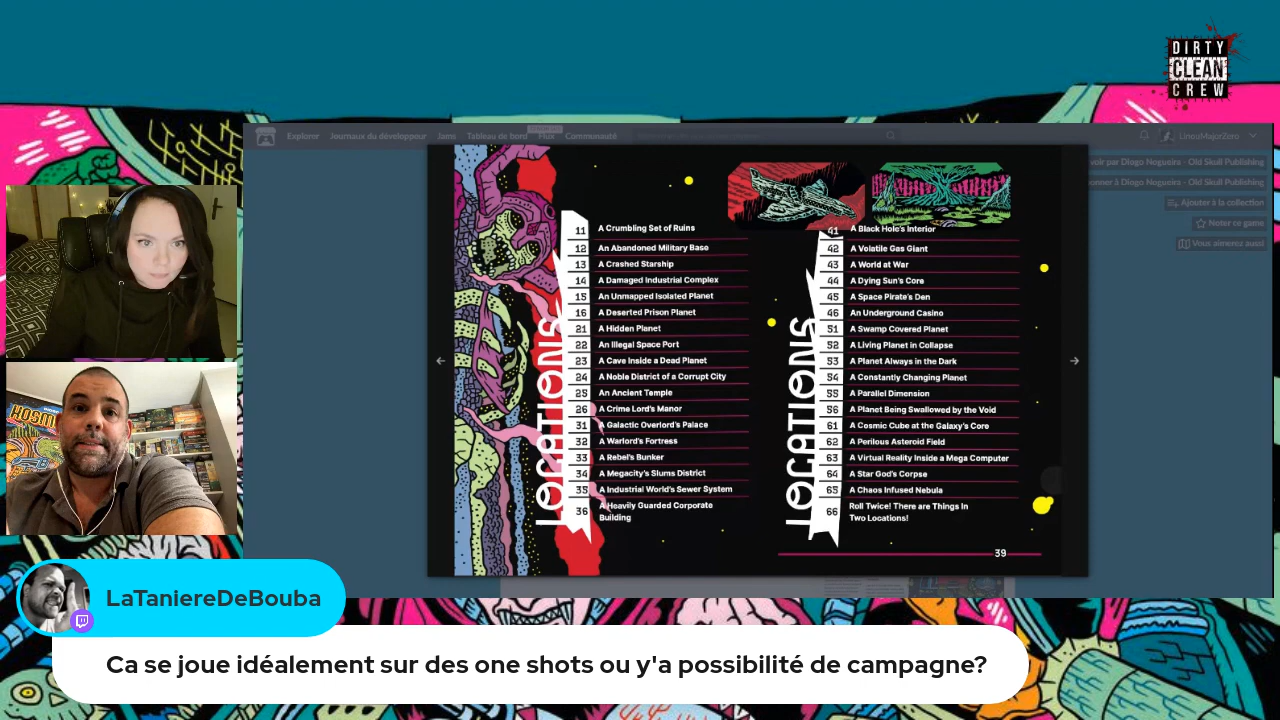 DIRTY
CLEAN
CREW
Explorer Journaux du développeur Jams Tableau de bord Flux Communauté
LinouMajorZero
voir par Diogo Nogueira - Old Skull Publishing
onner à Diogo Nogueira - Old Skull Publishing
Ajouter à la collection
Noter ce game
Vous aimerez aussi
LOCATIONS
11 A Crumbling Set of Ruins
12 An Abandoned Military Base
13 A Crashed Starship
14 A Damaged Industrial Complex
15 An Unmapped Isolated Planet
16 A Deserted Prison Planet
21 A Hidden Planet
22 An Illegal Space Port
23 A Cave Inside a Dead Planet
24 A Noble District of a Corrupt City
25 An Ancient Temple
26 A Crime Lord's Manor
31 A Galactic Overlord's Palace
32 A Warlord's Fortress
33 A Rebel's Bunker
34 A Megacity's Slums District
35 A Industrial World's Sewer System
36 A Heavily Guarded Corporate
Building
LOCATIONS
41 A Black Hole's Interior
42 A Volatile Gas Giant
43 A World at War
44 A Dying Sun's Core
45 A Space Pirate's Den
46 An Underground Casino
51 A Swamp Covered Planet
52 A Living Planet in Collapse
53 A Planet Always in the Dark
54 A Constantly Changing Planet
55 A Parallel Dimension
56 A Planet Being Swallowed by the Void
61 A Cosmic Cube at the Galaxy's Core
62 A Perilous Asteroid Field
63 A Virtual Reality Inside a Mega Computer
64 A Star God's Corpse
65 A Chaos Infused Nebula
66 Roll Twice! There are Things In
Two Locations!
39
LaTaniereDeBouba
Ca se joue idéalement sur des one shots ou y'a possibilité de campagne?